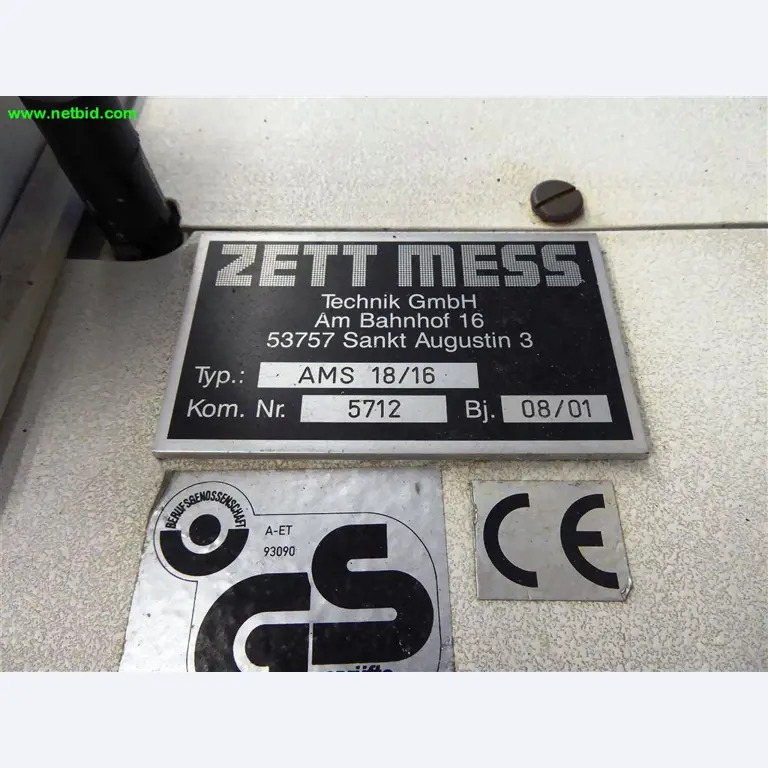 www.netbid.com
ZETT MESS
Technik GmbH
Am Bahnhof 16
53757 Sankt Augustin 3
Typ.: AMS 18/16
Kom. Nr. 5712 Bj. 08/01
BERUFSGENOSSENSCHAFT
A-ET
93090
GS
CE